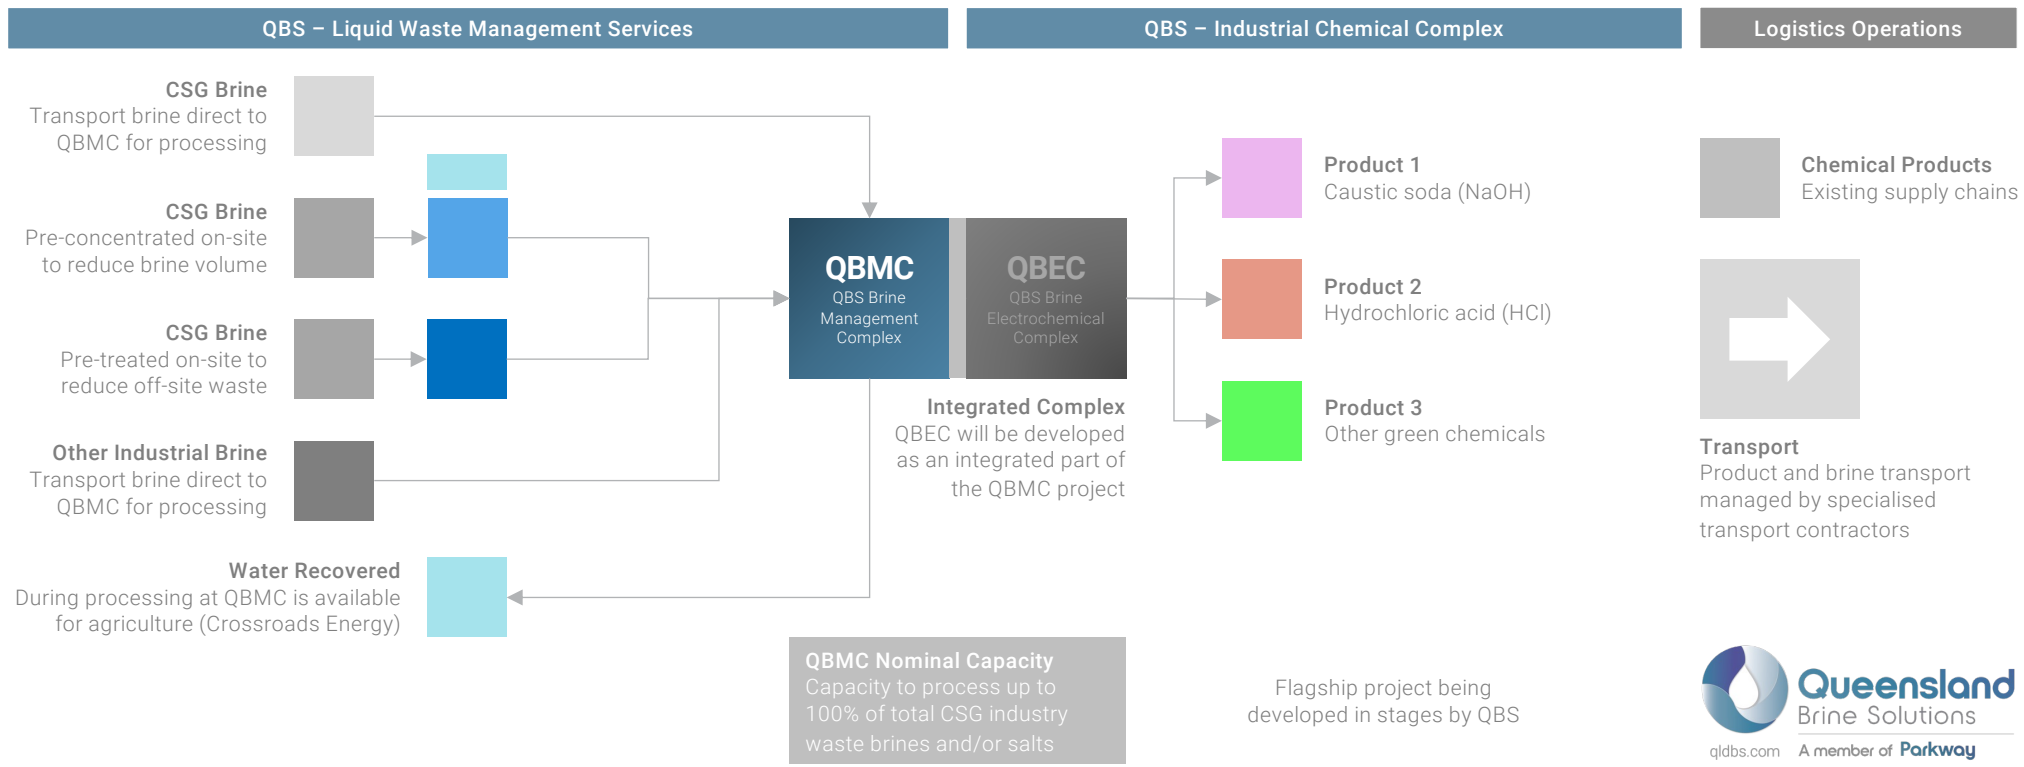 QBS – Liquid Waste Management Services
QBS – Industrial Chemical Complex
Logistics Operations
CSG Brine
Transport brine direct to
QBMC for processing
CSG Brine
Pre-concentrated on-site
to reduce brine volume
CSG Brine
Pre-treated on-site to
reduce off-site waste
Other Industrial Brine
Transport brine direct to
QBMC for processing
Water Recovered
During processing at QBMC is available
for agriculture (Crossroads Energy)
QBMC
QBS Brine
Management
Complex
QBEC
QBS Brine
Electrochemical
Complex
Integrated Complex
QBEC will be developed
as an integrated part of
the QBMC project
QBMC Nominal Capacity
Capacity to process up to
100% of total CSG industry
waste brines and/or salts
Product 1
Caustic soda (NaOH)
Product 2
Hydrochloric acid (HCl)
Product 3
Other green chemicals
Flagship project being
developed in stages by QBS
Chemical Products
Existing supply chains
Transport
Product and brine transport
managed by specialised
transport contractors
Queensland
Brine Solutions
qldbs.com
A member of Parkway